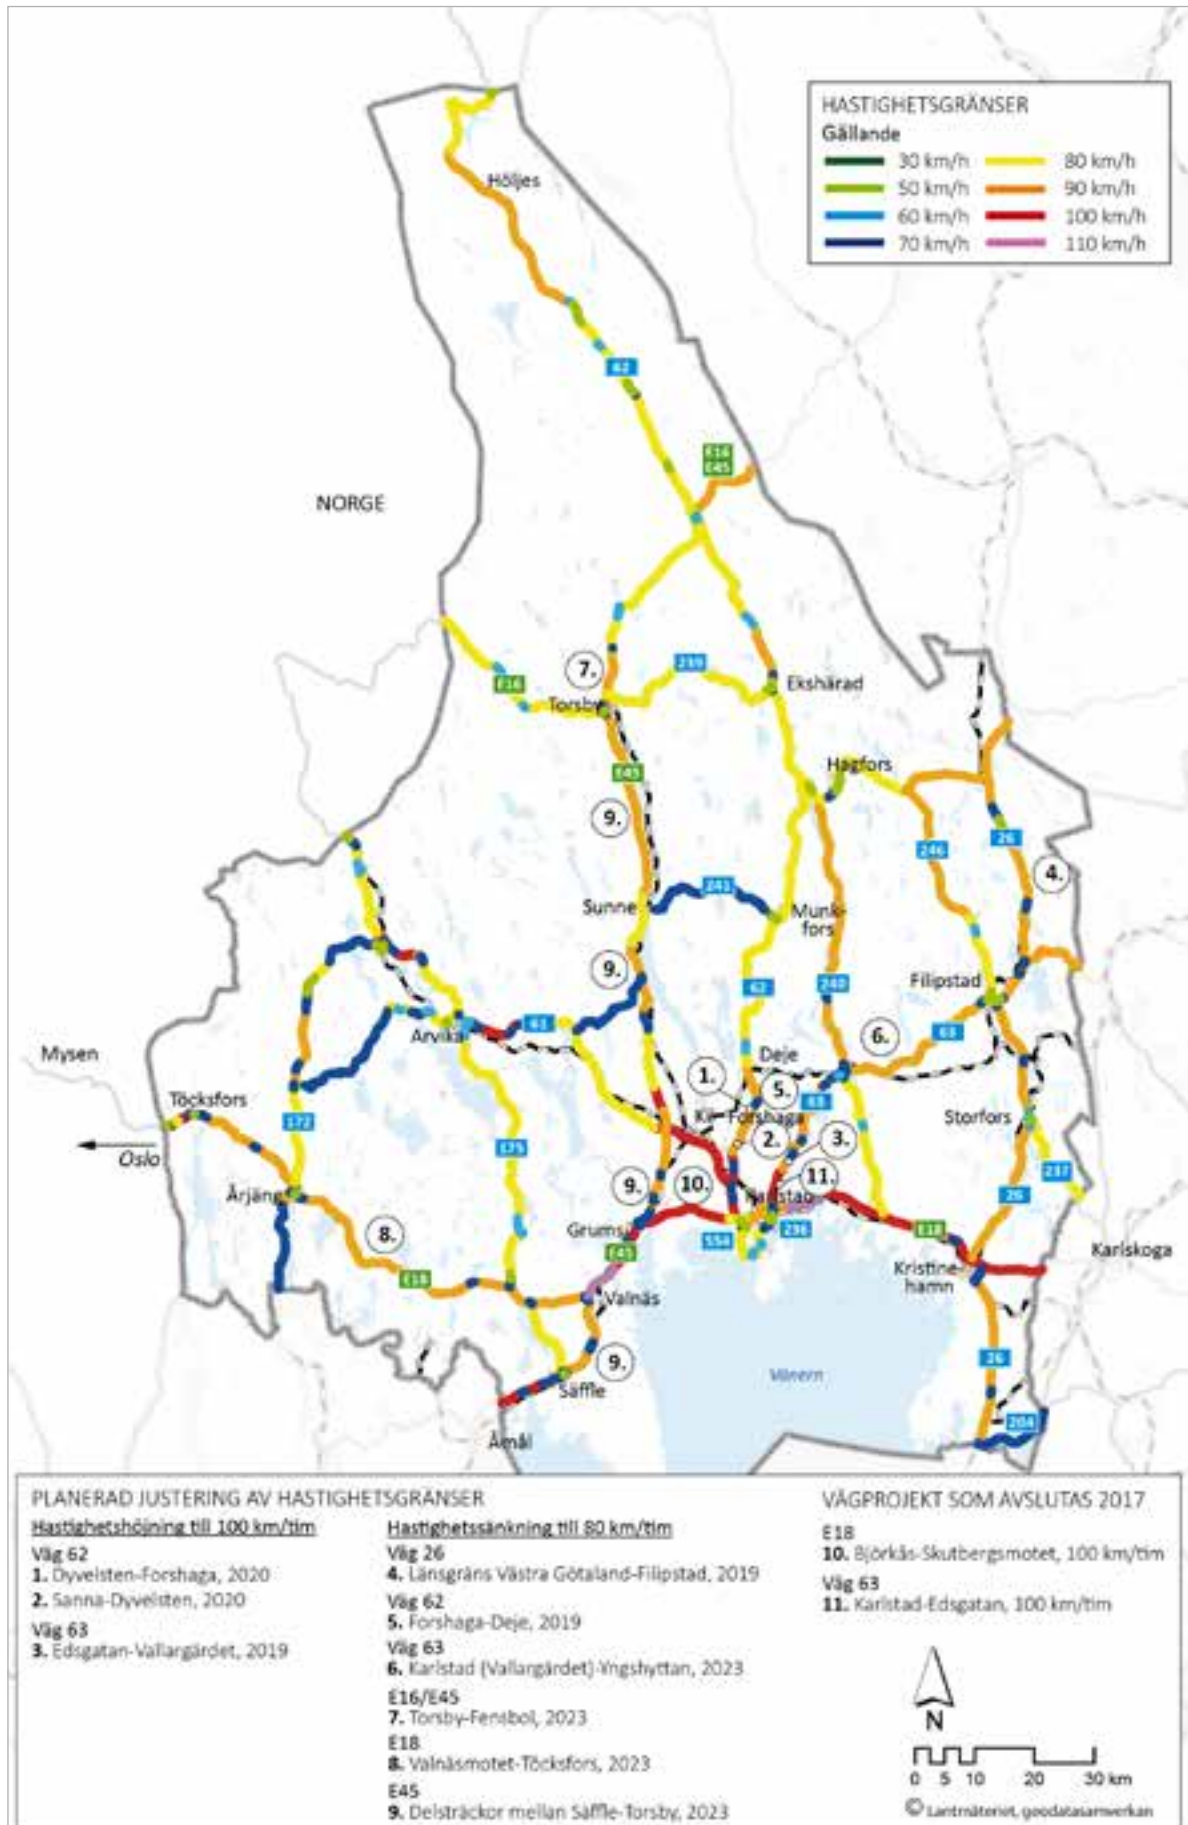 HASTIGHETSGRÄNSER
Gällande
30 km/h
80 km/h
50 km/h
90 km/h
60 km/h
100 km/h
70 km/h
110 km/h
Höljes
62
E16
E45
NORGE
7.
239
Ekshärad
E16
Torsby
E45
Hagfors
9.
246
26
4.
Sunne
241
Munk-
fors
9.
62
240
Filipstad
6.
63
61
Arvika
Mysen
Deje
1.
5.
63
Töcksfors
Kil
Forshaga
Storfors
172
2.
3.
Oslo
175
237
11.
10.
9.
Karlstad
26
Årjäng
8.
Grums
554
236
E18
E45
Karlskoga
E18
Kristine-
hamn
Valnäs
9.
26
Säffle
Vänern
204
Åmål
PLANERAD JUSTERING AV HASTIGHETSGRÄNSER
Hastighetshöjning till 100 km/tim
Väg 62
1. Dyvelsten-Forshaga, 2020
2. Sanna-Dyvelsten, 2020
Väg 63
3. Edsgatan-Vallargärdet, 2019
Hastighetssänkning till 80 km/tim
Väg 26
4. Länsgräns Västra Götaland-Filipstad, 2019
Väg 62
5. Forshaga-Deje, 2019
Väg 63
6. Karlstad (Vallargärdet)-Yngshyttan, 2023
E16/E45
7. Torsby-Fensbol, 2023
E18
8. Valnäsmotet-Töcksfors, 2023
E45
9. Delsträckor mellan Säffle-Torsby, 2023
VÄGPROJEKT SOM AVSLUTAS 2017
E18
10. Björkås-Skutbergsmotet, 100 km/tim
Väg 63
11. Karlstad-Edsgatan, 100 km/tim
N
0 5 10 20 30 km
© Lantmäteriet, geodatasamverkan